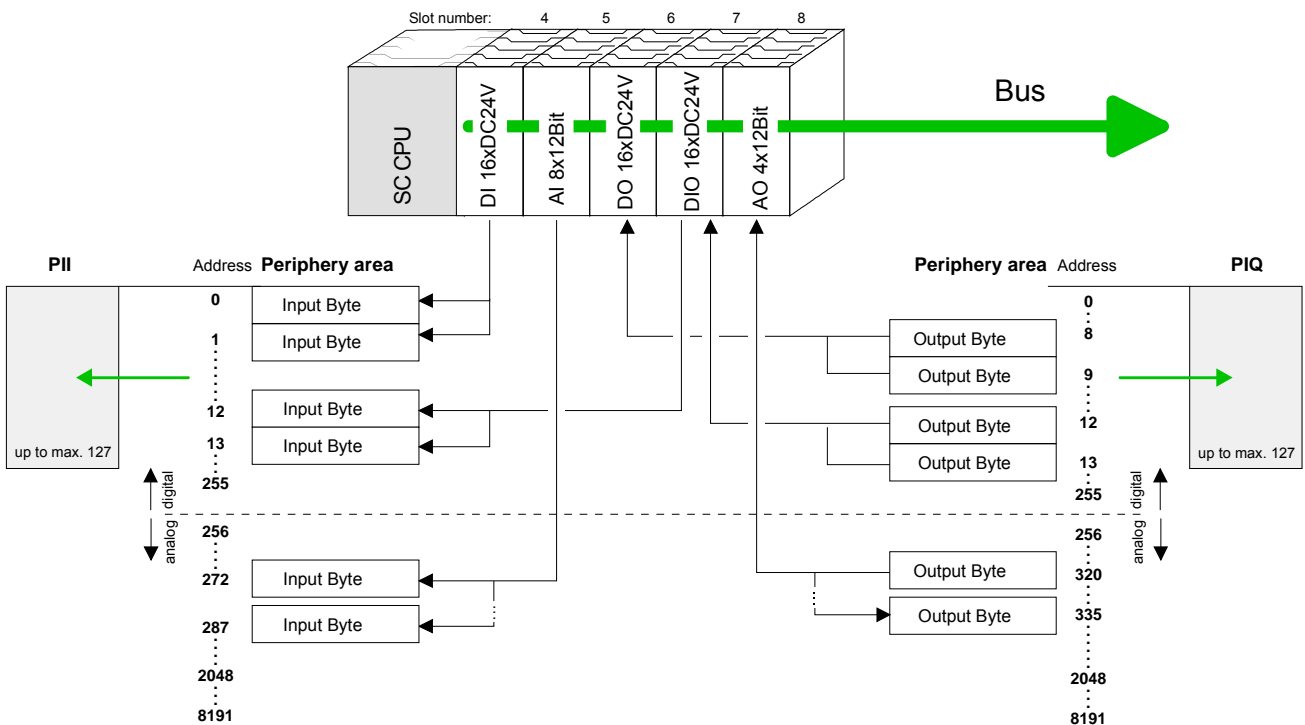 Slot number: 4 5 6 7 8
SC CPU
DI 16xDC24V
AI 8x12Bit
DO 16xDC24V
DIO 16xDC24V
AO 4x12Bit
Bus
PII
Address
Periphery area
0
Input Byte
1
Input Byte
12
Input Byte
13
Input Byte
255
up to max. 127
digital
analog
256
272
Input Byte
287
Input Byte
2048
8191
Periphery area
Address
PIQ
0
8
Output Byte
9
Output Byte
12
Output Byte
13
Output Byte
255
up to max. 127
digital
analog
256
320
Output Byte
335
Output Byte
2048
8191